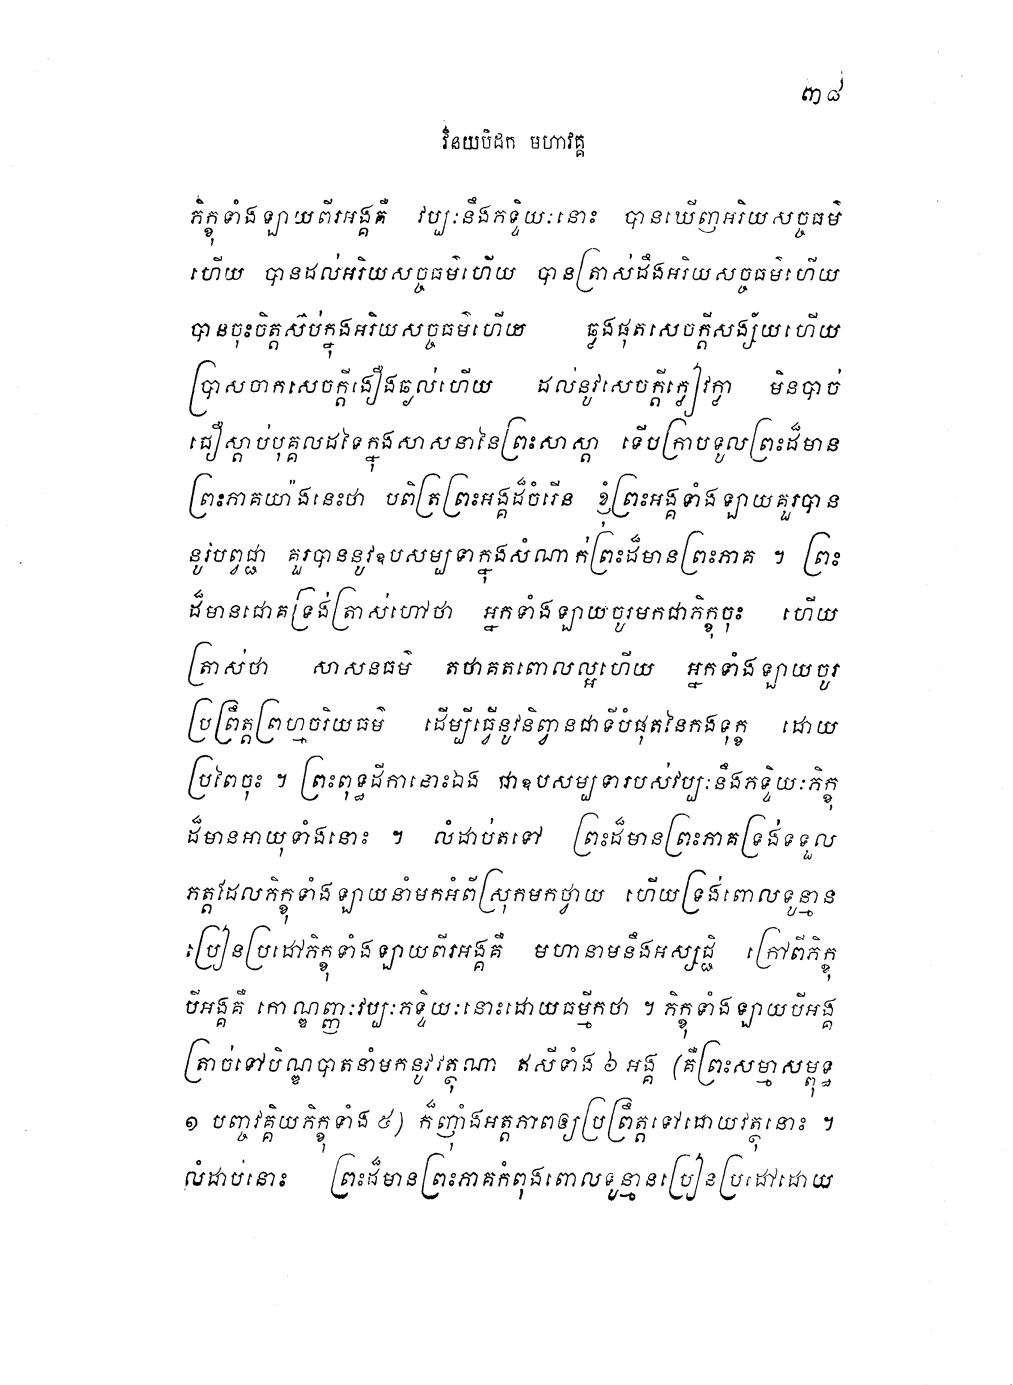 ៣៨
វិនយបិដក មហាវគ្គ
ភិក្ខុទាំងឡាយពីរអង្គគឺ វប្បៈនឹងភទ្ទិយៈនោះ បានឃើញអរិយសច្ចធម៌
ហើយ បានដល់អរិយសច្ចធម៌ហើយ បានត្រាស់ដឹងអរិយសច្ចធម៌ហើយ
បានចុះចិត្តស៊ប់ក្នុងអរិយសច្ចធម៌ហើយ ឆ្លងផុតសេចក្តីសង្ស័យហើយ
ប្រាសចាកសេចក្តីងឿងឆ្ងល់ហើយ ដល់នូវសេចក្តីក្លៀវក្លា មិនបាច់
ជឿស្តាប់បុគ្គលដទៃក្នុងសាសនានៃព្រះសាស្តា ទើបក្រាបទូលព្រះដ៏មាន
ព្រះភាគយ៉ាងនេះថា បពិត្រព្រះអង្គដ៏ចំរើន ខ្ញុំព្រះអង្គទាំងឡាយគួរបាន
នូវបព្វជ្ជា គួរបាននូវឧបសម្បទាក្នុងសំណាក់ព្រះដ៏មានព្រះភាគ ។ ព្រះ
ដ៏មានជោគទ្រង់ត្រាស់ហៅថា អ្នកទាំងឡាយចូរមកជាភិក្ខុចុះ ហើយ
ត្រាស់ថា សាសនធម៌ តថាគតពោលល្អហើយ អ្នកទាំងឡាយចូរ
ប្រព្រឹត្តព្រហ្មចរិយធម៌ ដើម្បីធ្វើនូវនិព្វានជាទីបំផុតនៃកងទុក្ខ ដោយ
ប្រពៃចុះ ។ ព្រះពុទ្ធដីកានោះឯង ជាឧបសម្បទារបស់វប្បៈនឹងភទ្ទិយៈភិក្ខុ
ដ៏មានអាយុទាំងនោះ ។ លំដាប់តទៅ ព្រះដ៏មានព្រះភាគទ្រង់ទទួល
ភត្តដែលភិក្ខុទាំងឡាយនាំមកអំពីស្រុកមកថ្វាយ ហើយទ្រង់ពោលទូន្មាន
ប្រៀនប្រដៅភិក្ខុទាំងឡាយពីរអង្គគឺ មហានាមនឹងអស្សជ្ជិ ក្រៅពីភិក្ខុ
បីអង្គគឺ កោណ្ឌញ្ញៈវប្បៈភទ្ទិយៈនោះដោយធម្មីកថា ។ ភិក្ខុទាំងឡាយបីអង្គ
ត្រាច់ទៅបិណ្ឌបាតនាំមកនូវវត្ថុណា ឥសីទាំង ៦ អង្គ (គឺព្រះសម្មាសម្ពុទ្ធ
១ បញ្ចវគ្គិយភិក្ខុទាំង ៥) ក៏ញ៉ាំងអត្តភាពឲ្យប្រព្រឹត្តទៅដោយវត្ថុនោះ ។
លំដាប់នោះ ព្រះដ៏មានព្រះភាគកំពុងពោលទូន្មានប្រៀនប្រដៅដោយ